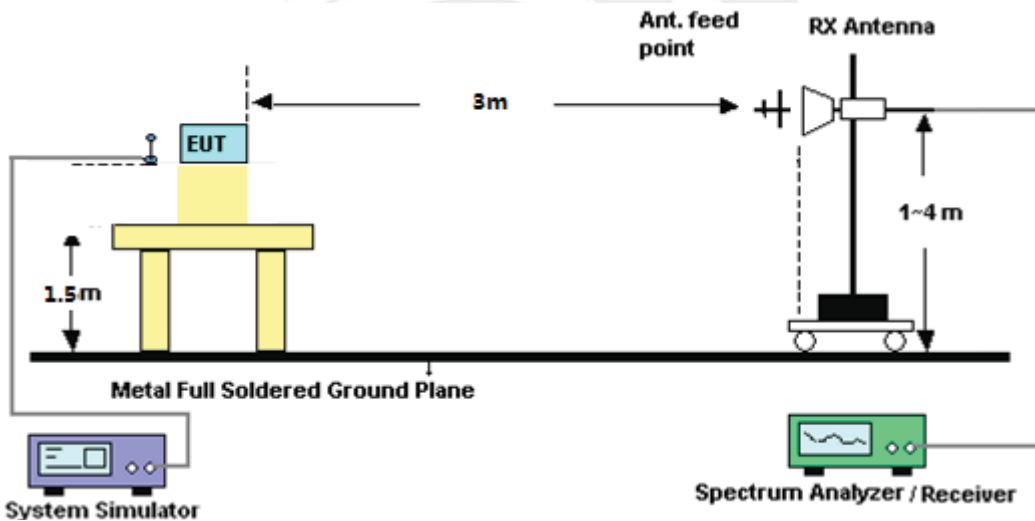 Ant. feed
point
RX Antenna
3m
EUT
1~4 m
1.5m
Metal Full Soldered Ground Plane
System Simulator
Spectrum Analyzer / Receiver